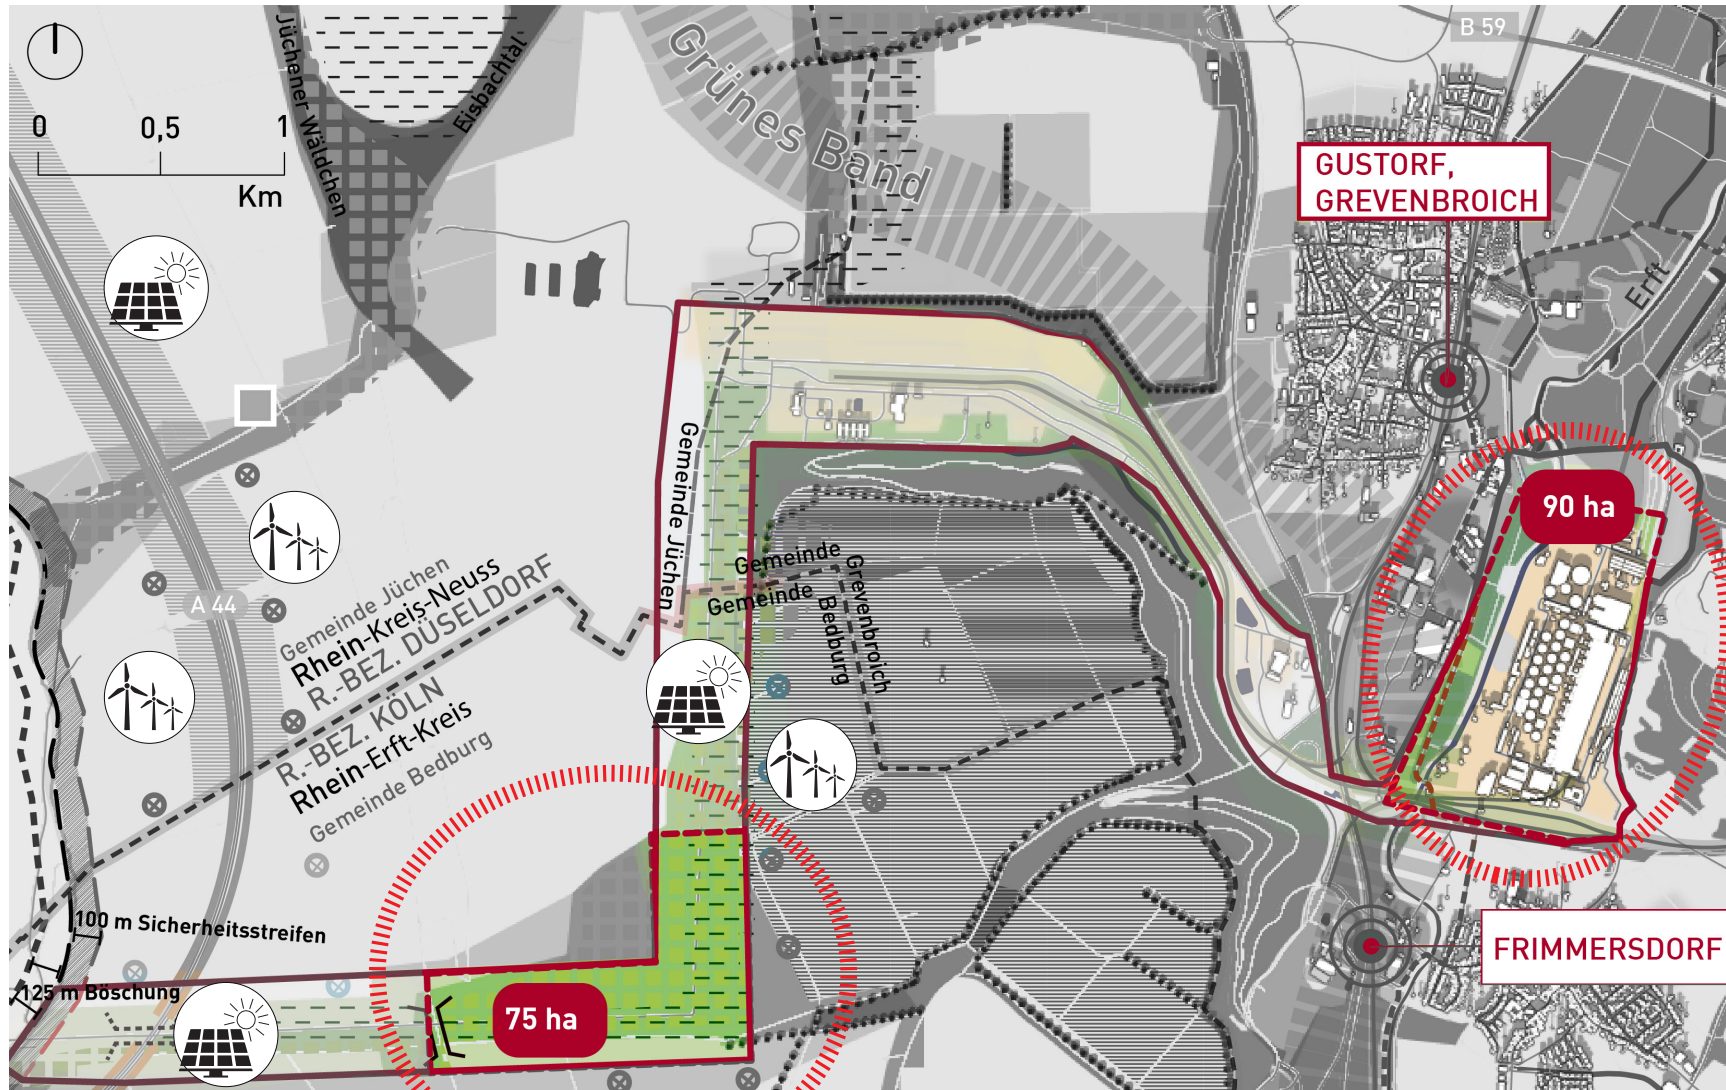 B 59
Grünes Band
Jüchener Wäldchen
Eisbachtal
0 0,5 1
Km
GUSTORF,
GREVENBROICH
Erft
90 ha
Gemeinde Jüchen
Gemeinde
Grevenbroich
Gemeinde
Bedburg
A 44
Gemeinde Jüchen
Rhein-Kreis-Neuss
R.-BEZ. DÜSELDORF
R.-BEZ. KÖLN
Rhein-Erft-Kreis
Gemeinde Bedburg
100 m Sicherheitsstreifen
125 m Böschung
75 ha
FRIMMERSDORF